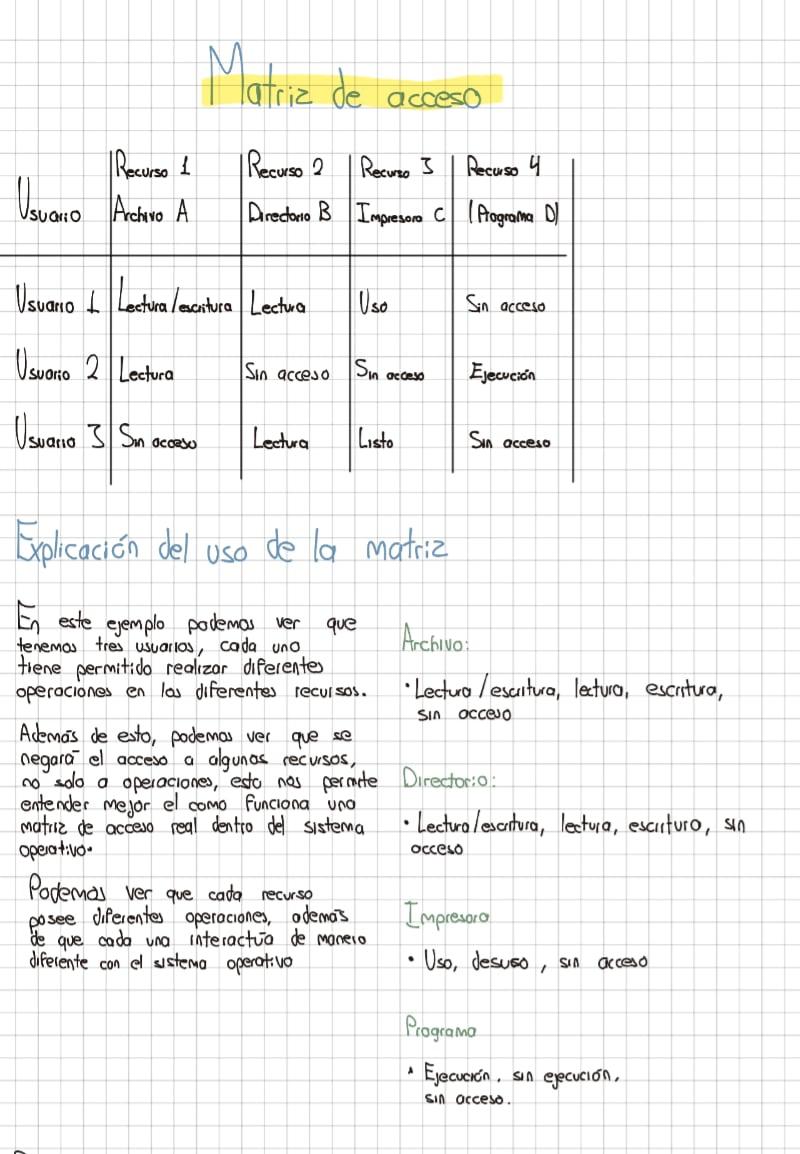 Matriz de acceso
Usuario
Recurso 1
Archivo A
Recurso 2
Directorio B
Recurso 3
Impresora C
Recurso 4
(Programa D)
Usuario 1 Lectura/escritura Lectura Uso Sin acceso
Usuario 2 Lectura Sin acceso Sin acceso Ejecución
Usuario 3 Sin acceso Lectura Listo Sin acceso
Explicación del uso de la matriz
En este ejemplo podemos ver que
tenemos tres usuarios, cada uno
tiene permitido realizar diferentes
operaciones en los diferentes recursos.
Además de esto, podemos ver que se
negará el acceso a algunos recursos,
no solo a operaciones, esto nos permite
entender mejor el como funciona una
matriz de acceso real dentro del sistema
operativo.
Podemos ver que cada recurso
posee diferentes operaciones, además
de que cada uno interactúa de manera
diferente con el sistema operativo
Archivo:
• Lectura/escritura, lectura, escritura,
sin acceso
Directorio:
• Lectura/escritura, lectura, escritura, sin
acceso
Impresora
• Uso, desuso, sin acceso
Programa
• Ejecución, sin ejecución,
sin acceso.